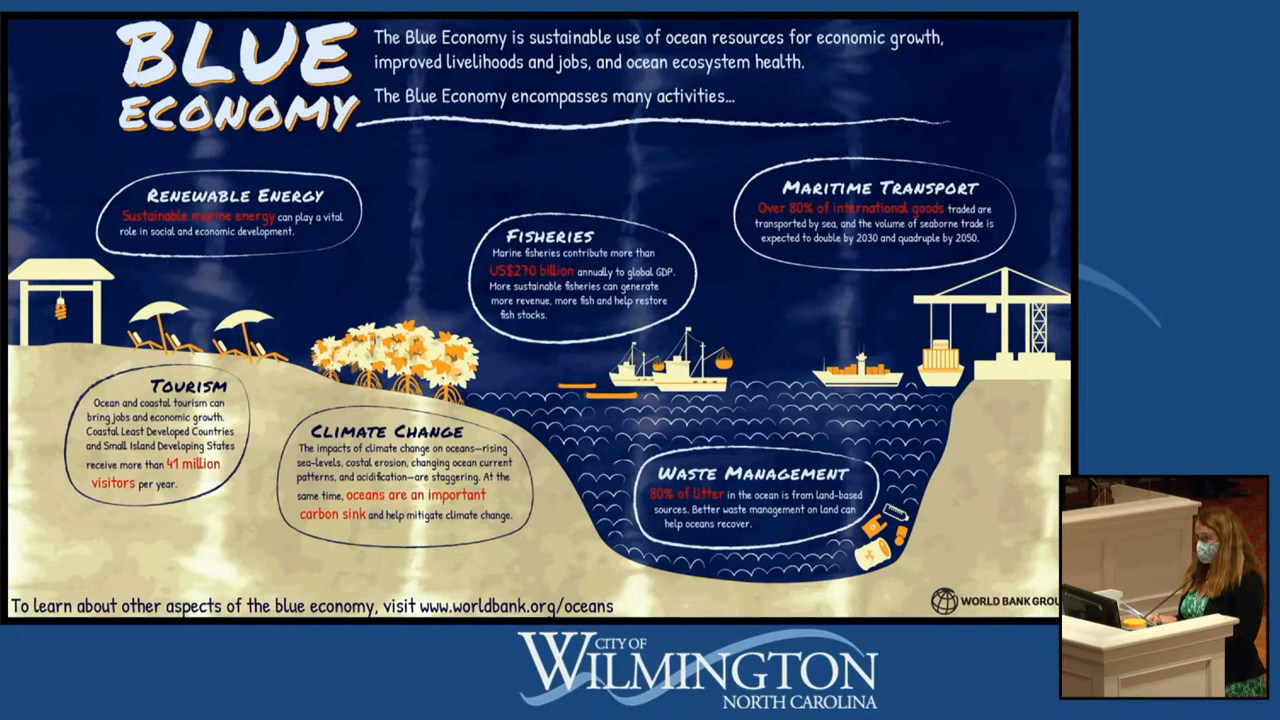 BLUE
ECONOMY
The Blue Economy is sustainable use of ocean resources for economic growth,
improved livelihoods and jobs, and ocean ecosystem health.
The Blue Economy encompasses many activities...
RENEWABLE ENERGY
Sustainable marine energy can play a vital
role in social and economic development.
FISHERIES
Marine fisheries contribute more than
US$270 billion annually to global GDP.
More sustainable fisheries can generate
more revenue, more fish and help restore
fish stocks.
MARITIME TRANSPORT
Over 80% of international goods traded are
transported by sea, and the volume of seaborne trade is
expected to double by 2030 and quadruple by 2050.
TOURISM
Ocean and coastal tourism can
bring jobs and economic growth.
Coastal Least Developed Countries
and Small Island Developing States
receive more than 41 million
visitors per year.
CLIMATE CHANGE
The impacts of climate change on oceans—rising
sea-levels, costal erosion, changing ocean current
patterns, and acidification—are staggering. At the
same time, oceans are an important
carbon sink and help mitigate climate change.
WASTE MANAGEMENT
80% of litter in the ocean is from land-based
sources. Better waste management on land can
help oceans recover.
To learn about other aspects of the blue economy, visit www.worldbank.org/oceans
WORLD BANK GROU
CITY OF
WILMINGTON
NORTH CAROLINA